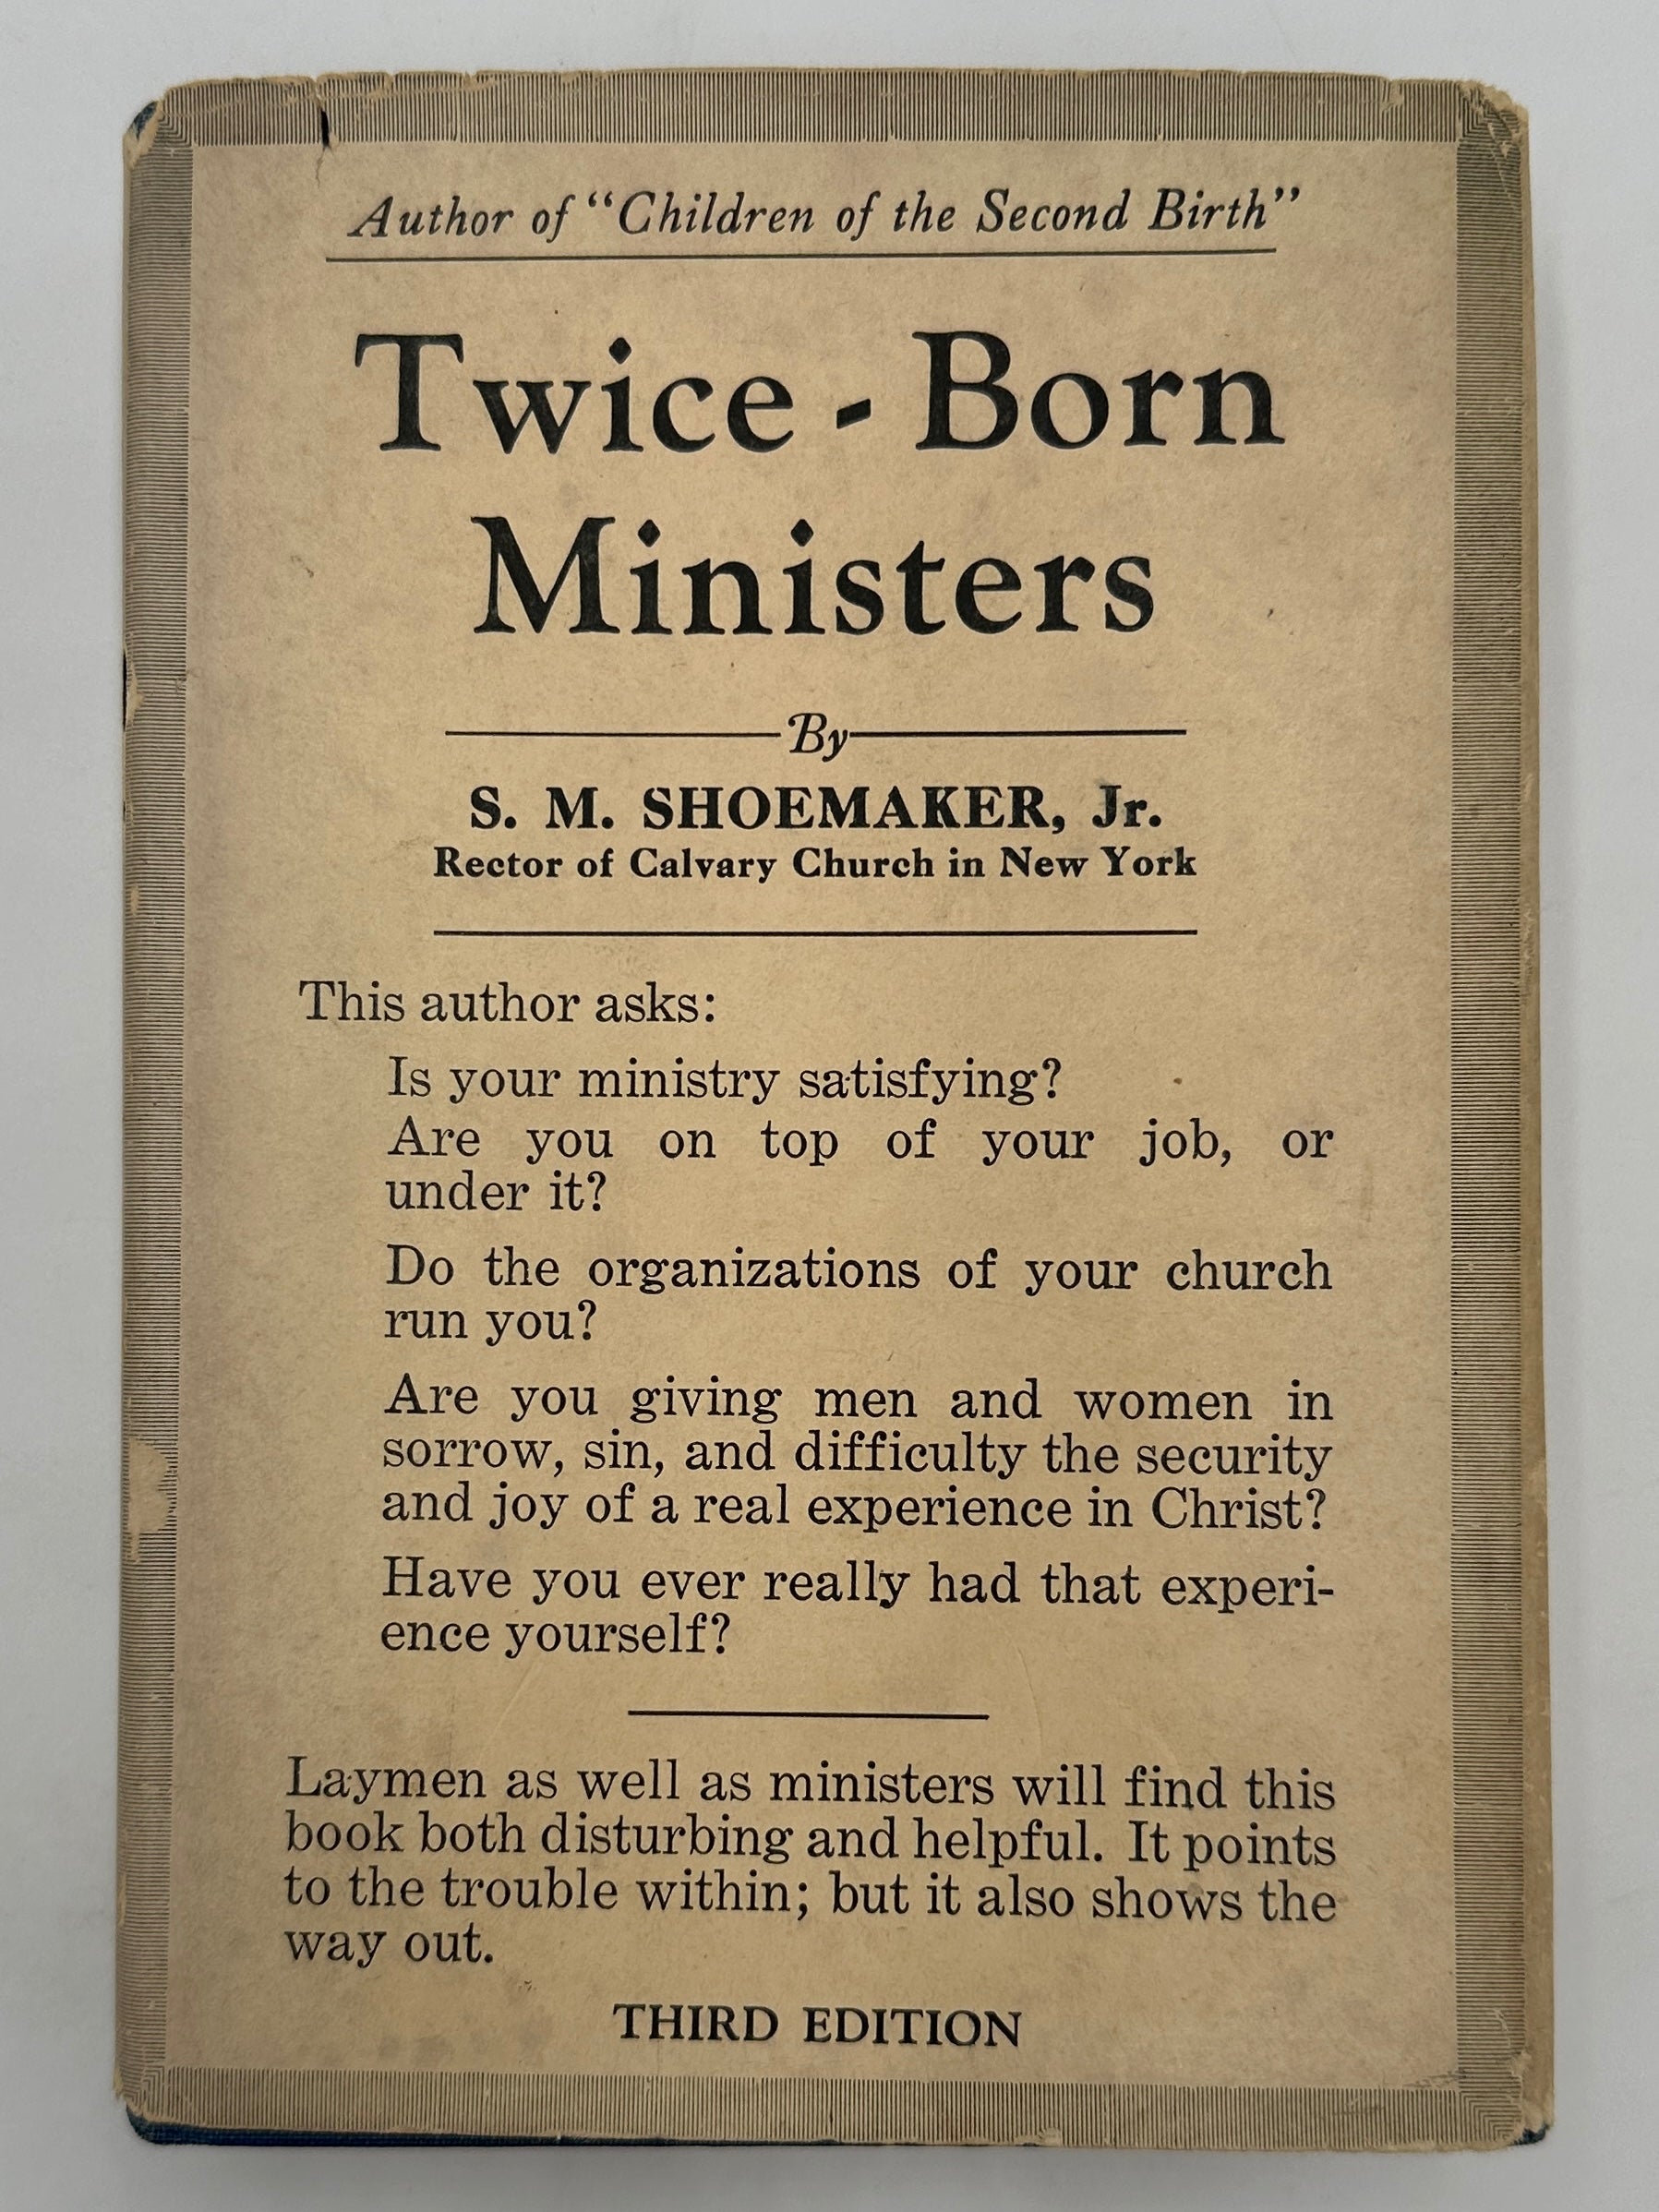 Author of “Children of the Second Birth”
Twice - Born
Ministers
By
S. M. SHOEMAKER, Jr.
Rector of Calvary Church in New York
This author asks:
Is your ministry satisfying?
Are you on top of your job, or
under it?
Do the organizations of your church
run you?
Are you giving men and women in
sorrow, sin, and difficulty the security
and joy of a real experience in Christ?
Have you ever really had that experi-
ence yourself?
Laymen as well as ministers will find this
book both disturbing and helpful. It points
to the trouble within; but it also shows the
way out.
THIRD EDITION